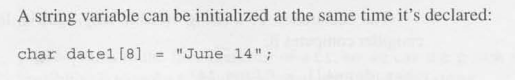 A string variable can be initialized at the same time it's declared:
char date1[8] = "June 14";